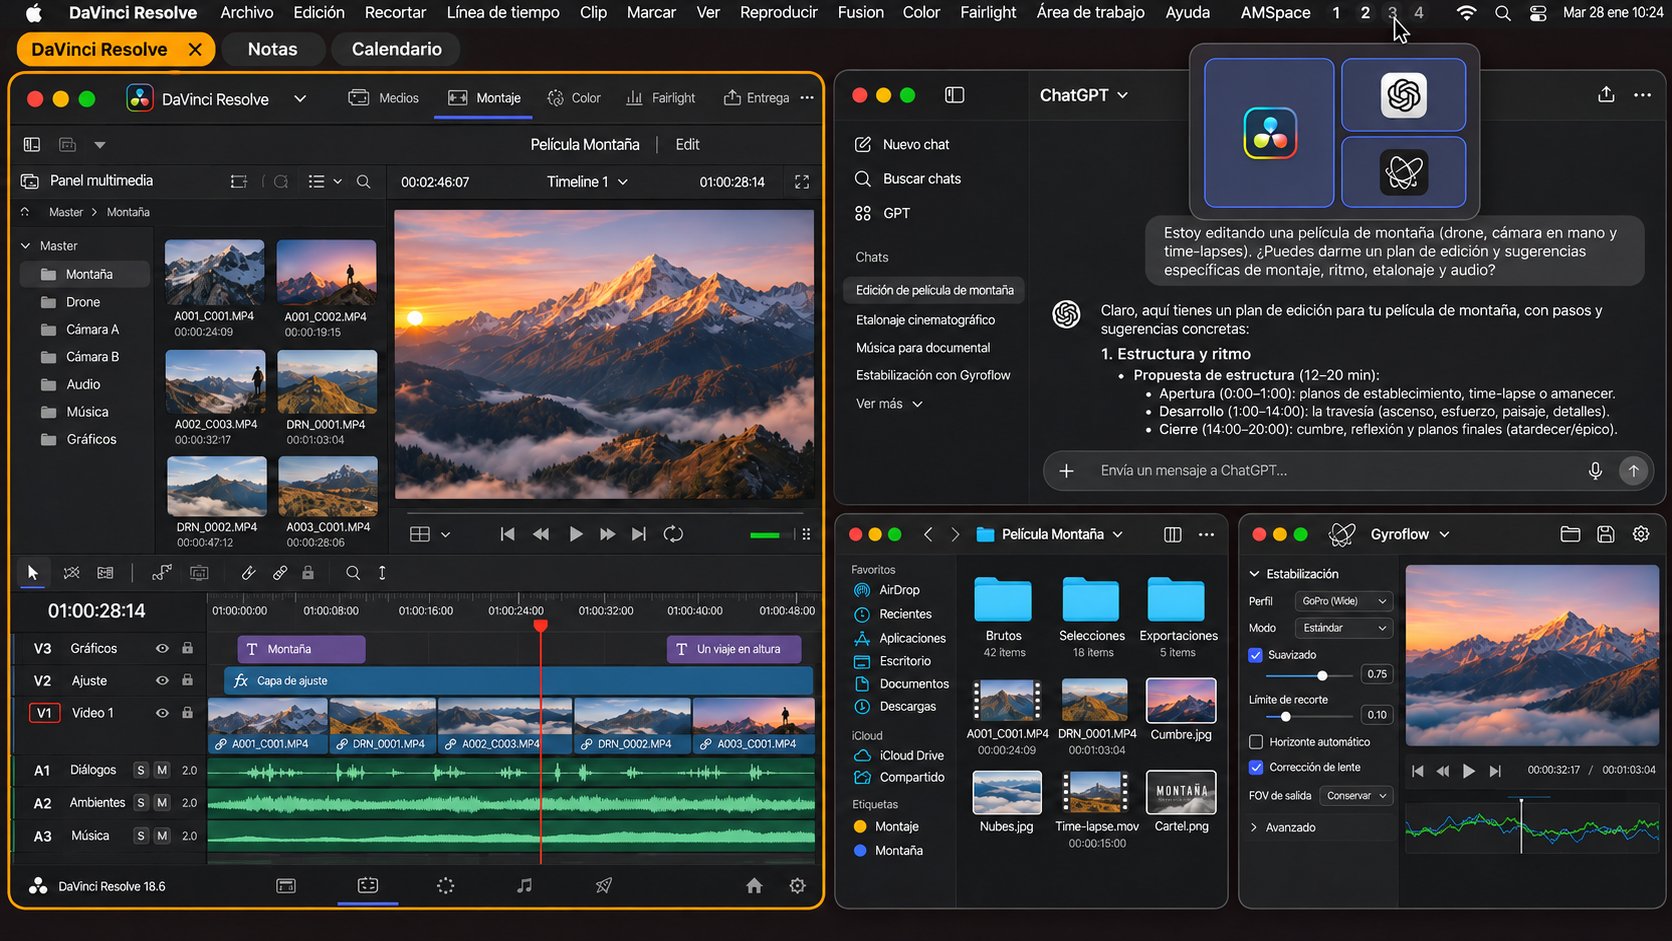 DaVinci Resolve Archivo Edición Recortar Línea de tiempo Clip Marcar Ver Reproducir Fusion Color Fairlight Área de trabajo Ayuda AMSpace 1 2 3 4 Mar 28 ene 10:24
DaVinci Resolve Notas Calendario
DaVinci Resolve Medios Montaje Color Fairlight Entrega
Película Montaña Edit
Panel multimedia
00:02:46:07 Timeline 1 01:00:28:14
Master > Montaña
Master
Montaña
Drone
Cámara A
Cámara B
Audio
Música
Gráficos
A001_C001.MP4
00:00:24:09
A001_C002.MP4
00:00:19:15
A002_C003.MP4
00:00:32:17
DRN_0001.MP4
00:01:03:04
DRN_0002.MP4
00:00:47:12
A003_C001.MP4
00:00:28:06
01:00:28:14
01:00:00:00 01:00:08:00 01:00:16:00 01:00:24:00 01:00:32:00 01:00:40:00 01:00:48:00
V3 Gráficos
T Montaña
T Un viaje en altura
V2 Ajuste
fx Capa de ajuste
V1 Video 1
A001_C001.MP4 DRN_0001.MP4 A002_C003.MP4 DRN_0002.MP4 A003_C001.MP4
A1 Diálogos S M 2.0
A2 Ambientes S M 2.0
A3 Música S M 2.0
DaVinci Resolve 18.6
ChatGPT
Nuevo chat
Buscar chats
GPT
Chats
Edición de película de montaña
Etalonaje cinematográfico
Música para documental
Estabilización con Gyroflow
Ver más
Estoy editando una película de montaña (drone, cámara en mano y
time-lapses). ¿Puedes darme un plan de edición y sugerencias
específicas de montaje, ritmo, etalonaje y audio?
Claro, aquí tienes un plan de edición para tu película de montaña, con pasos y
sugerencias concretas:
1. Estructura y ritmo
• Propuesta de estructura (12–20 min):
• Apertura (0:00–1:00): planos de establecimiento, time-lapse o amanecer.
• Desarrollo (1:00–14:00): la travesía (ascenso, esfuerzo, paisaje, detalles).
• Cierre (14:00–20:00): cumbre, reflexión y planos finales (atardecer/épico).
Envía un mensaje a ChatGPT...
Película Montaña
Favoritos
AirDrop
Recientes
Aplicaciones
Escritorio
Documentos
Descargas
iCloud
iCloud Drive
Compartido
Etiquetas
Montaje
Montaña
Brutos
42 items
Selecciones
18 items
Exportaciones
5 items
A001_C01.MP4
00:00:24:09
DRN_0001.MP4
00:01:03:04
Cumbre.jpg
Nubes.jpg
Time-lapse.mov
00:00:15:00
MONTAÑA
Cartel.png
Gyroflow
Estabilización
Perfil GoPro (Wide)
Modo Estándar
Suavizado
0.75
Límite de recorte
0.10
Horizonte automático
Corrección de lente
FOV de salida Conservar
Avanzado
00:00:32:17 / 00:01:03:04